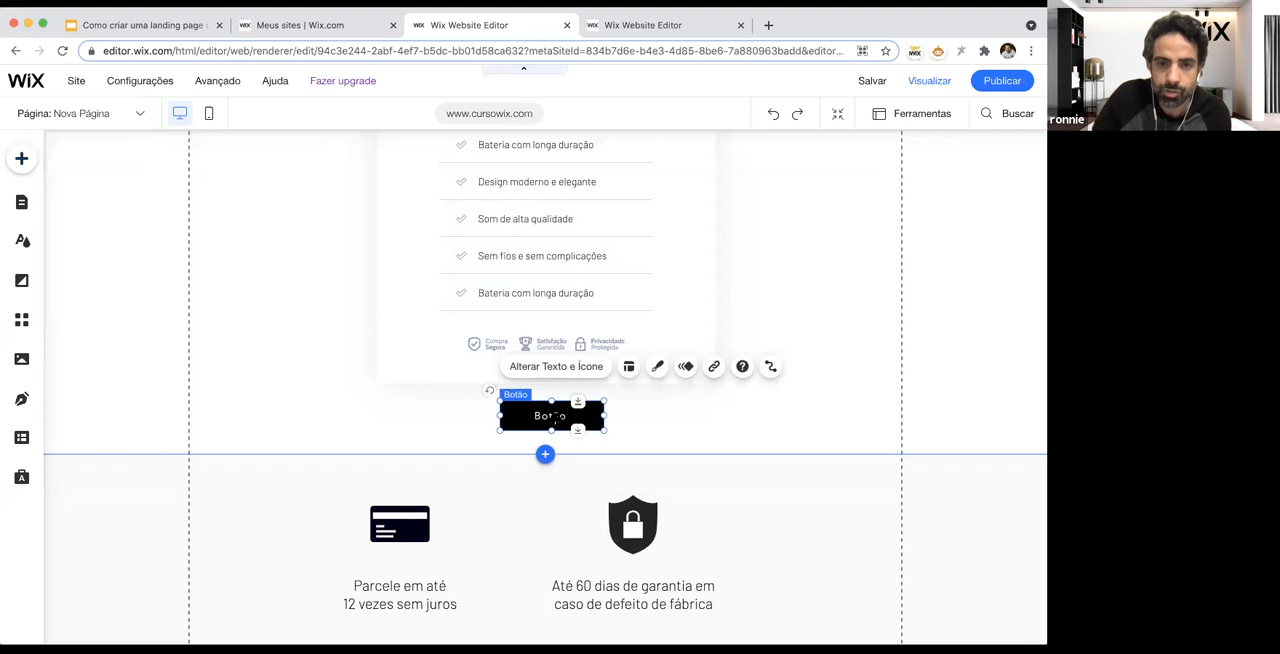 Como criar uma landing page
Meus sites | Wix.com
Wix Website Editor
Wix Website Editor
editor.wix.com/html/editor/web/renderer/edit/94c3e244-2abf-4ef7-b5dc-bb01d58ca632?metaSiteId=834b7d6e-b4e3-4d85-8be6-7a880963badd&editor...
WiX
Site
Configurações
Avançado
Ajuda
Fazer upgrade
Salvar
Visualizar
Publicar
Página: Nova Página
www.cursowix.com
Ferramentas
Buscar
ronnie
Bateria com longa duração
Design moderno e elegante
Som de alta qualidade
Sem fios e sem complicações
Bateria com longa duração
Compra
Segura
Satisfação
Garantida
Privacidade
Protegida
Alterar Texto e Ícone
Botão
Botão
Parcele em até
12 vezes sem juros
Até 60 dias de garantia em
caso de defeito de fábrica